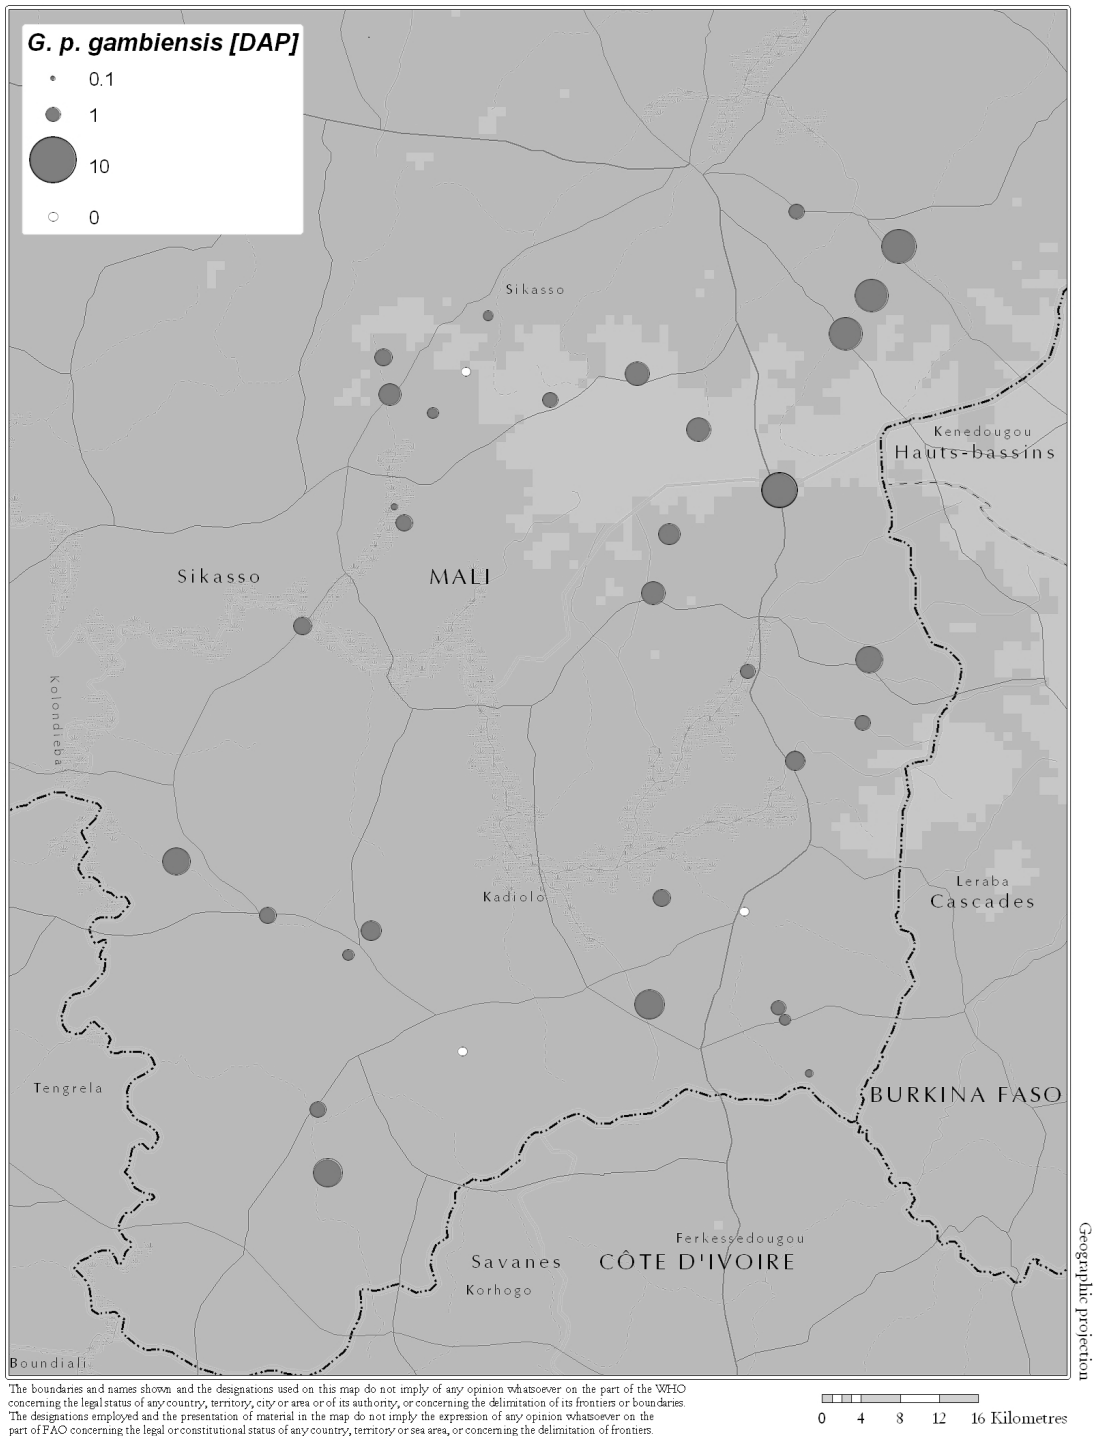 G. p. gambiensis [DAP]
0.1
1
10
0
Sikasso
Kenedougou
Hauts-bassins
Sikasso
MALI
Kolondieba
Kadiolo
Leraba
Cascades
Tengrela
BURKINA FASO
Ferkessedougou
Savanes
CÔTE D'IVOIRE
Korhogo
Boundiali
Geographic projection
The boundaries and names shown and the designations used on this map do not imply of any opinion whatsoever on the part of the WHO
concerning the legal status of any country, territory, city or area or of its authority, or concerning the delimitation of its frontiers or boundaries.
The designations employed and the presentation of material in the map do not imply the expression of any opinion whatsoever on the
part of FAO concerning the legal or constitutional status of any country, territory or sea area, or concerning the delimitation of frontiers.
0 4 8 12 16 Kilometres